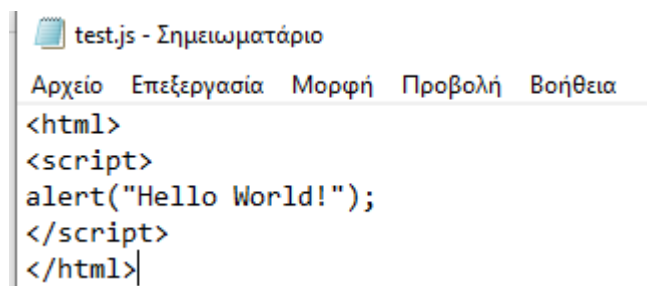 test.js - Σημειωματάριο
Αρχείο Επεξεργασία Μορφή Προβολή Βοήθεια
<html>
<script>
alert("Hello World!");
</script>
</html>